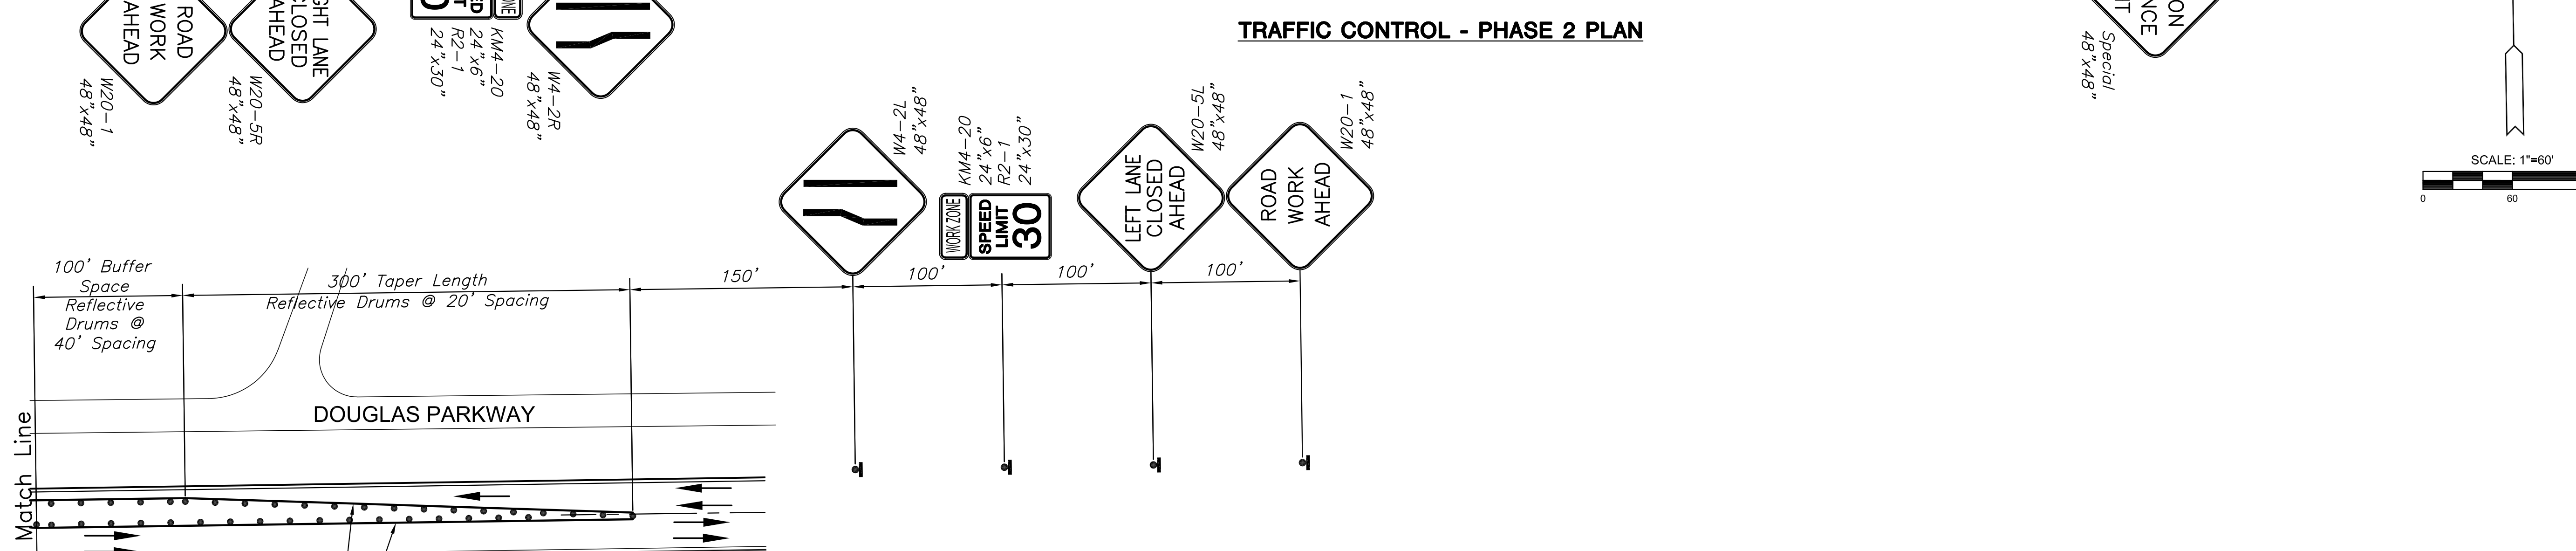 TRAFFIC CONTROL - PHASE 2 PLAN
ROAD
WORK
AHEAD
W20-1
48"x48"
GHT LANE
CLOSED
AHEAD
W20-5R
48"x48"
KM4-20
24"x6"
R2-1
24"x30"
W4-2R
48"x48"
W4-2L
48"x48"
KM4-20
24"x6"
R2-1
24"x30"
WORK ZONE
SPEED
LIMIT
30
W20-5L
48"x48"
LEFT LANE
CLOSED
AHEAD
W20-1
48"x48"
ROAD
WORK
AHEAD
ON
NCE
Special
48"x48"
SCALE: 1"=60'
0 60
100' Buffer
Space
Reflective
Drums @
40' Spacing
300' Taper Length
Reflective Drums @ 20' Spacing
150'
100'
100'
100'
DOUGLAS PARKWAY
Match Line